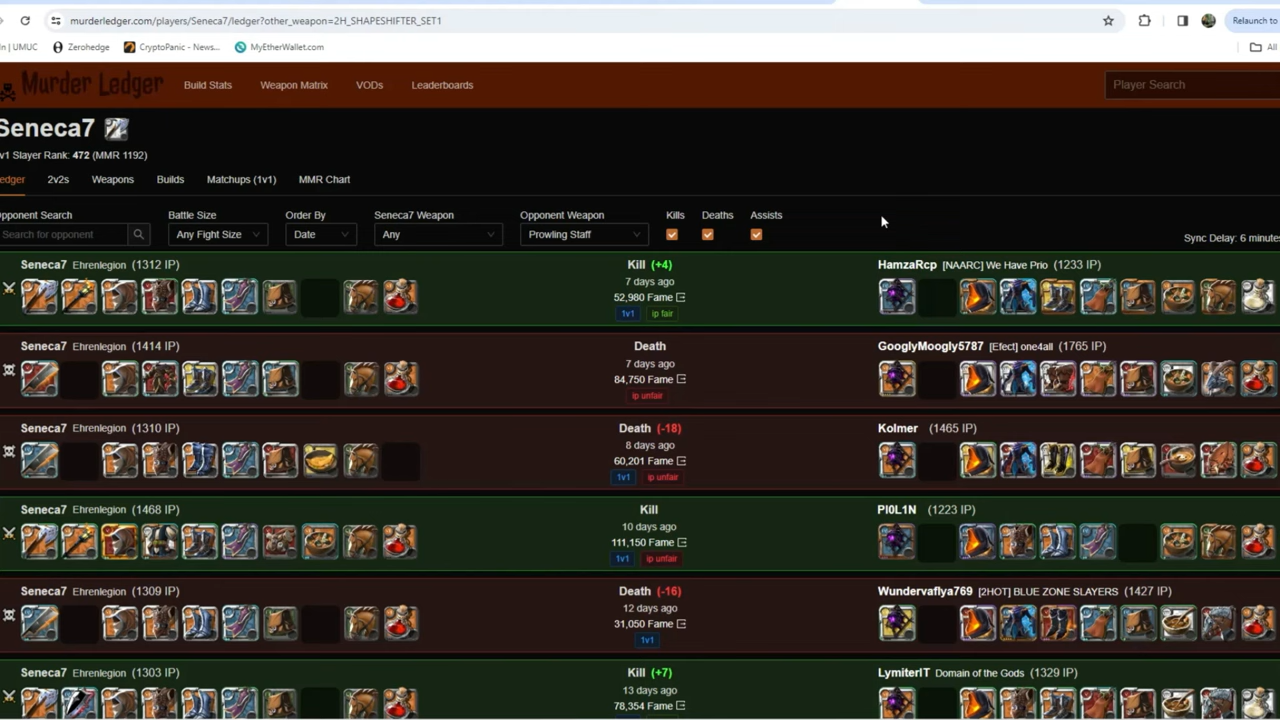 murderledger.com/players/Seneca7/ledger?other_weapon=2H_SHAPESHIFTER_SET1
Relaunch to
In | UMUC Zerohedge CryptoPanic - News... MyEtherWallet.com All
Murder Ledger Build Stats Weapon Matrix VODs Leaderboards Player Search
Seneca7
v1 Slayer Rank: 472 (MMR 1192)
edger 2v2s Weapons Builds Matchups (1v1) MMR Chart
pponent Search Battle Size Order By Seneca7 Weapon Opponent Weapon Kills Deaths Assists
Search for opponent Any Fight Size Date Any Prowling Staff Sync Delay: 6 minute
Seneca7 Ehrenlegion (1312 IP) Kill (+4) HamzaRcp [NAARC] We Have Prio (1233 IP)
7 days ago
52,980 Fame
1v1 ip fair
Seneca7 Ehrenlegion (1414 IP) Death GooglyMoogly5787 [Efect] one4all (1765 IP)
7 days ago
84,750 Fame
ip unfair
Seneca7 Ehrenlegion (1310 IP) Death (-18) Kolmer (1465 IP)
8 days ago
60,201 Fame
1v1 ip unfair
Seneca7 Ehrenlegion (1468 IP) Kill PI0L1N (1223 IP)
10 days ago
111,150 Fame
1v1 ip unfair
Seneca7 Ehrenlegion (1309 IP) Death (-16) Wundervaflya769 [2HOT] BLUE ZONE SLAYERS (1427 IP)
12 days ago
31,050 Fame
1v1
Seneca7 Ehrenlegion (1303 IP) Kill (+7) LymiterIT Domain of the Gods (1329 IP)
13 days ago
78,354 Fame